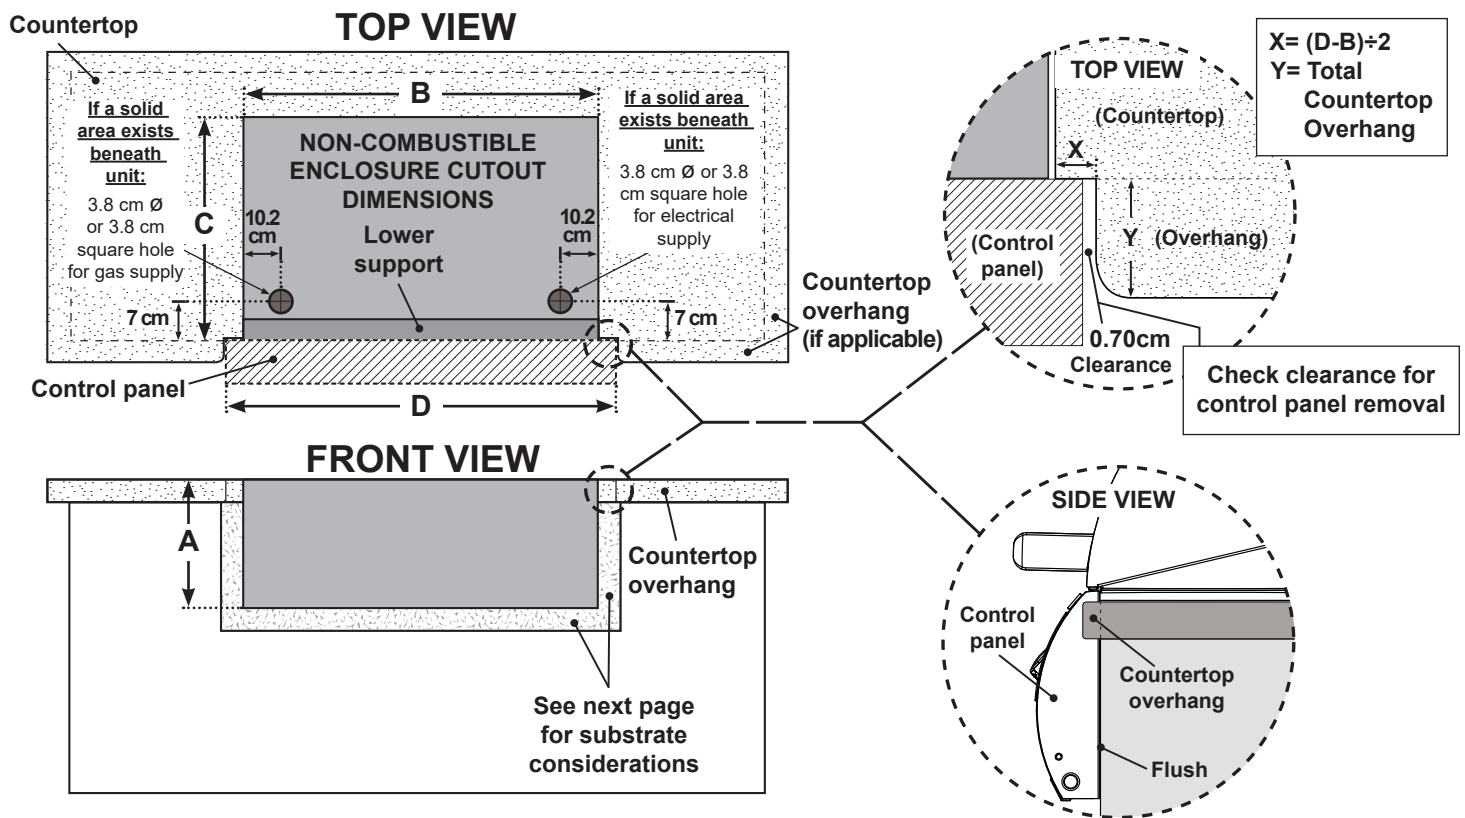 Countertop
TOP VIEW
B
If a solid
area exists
beneath
unit:
3.8 cm Ø
or 3.8 cm
square hole
for gas supply
C
NON-COMBUSTIBLE
ENCLOSURE CUTOUT
DIMENSIONS
Lower
support
10.2
cm
10.2
cm
If a solid area
exists beneath
unit:
3.8 cm Ø or 3.8
cm square hole
for electrical
supply
7 cm
7 cm
Countertop
overhang
(if applicable)
Control panel
D
TOP VIEW
(Countertop)
X
Y
(Overhang)
(Control
panel)
0.70cm
Clearance
X= (D-B)÷2
Y= Total
Countertop
Overhang
Check clearance for
control panel removal
FRONT VIEW
A
Countertop
overhang
See next page
for substrate
considerations
SIDE VIEW
Control
panel
Countertop
overhang
Flush